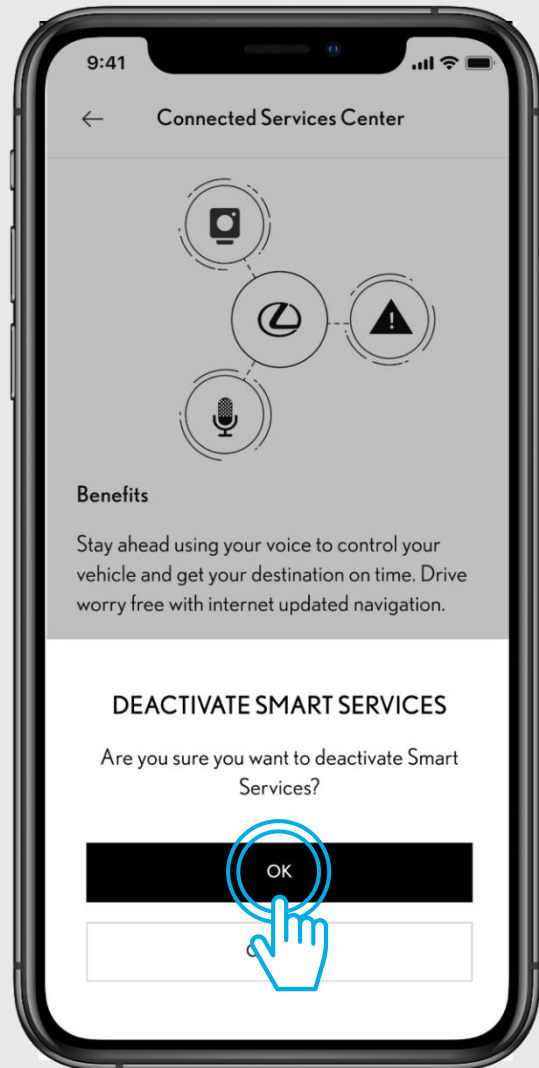 9:41
Connected Services Center
Benefits
Stay ahead using your voice to control your
vehicle and get your destination on time. Drive
worry free with internet updated navigation.
DEACTIVATE SMART SERVICES
Are you sure you want to deactivate Smart
Services?
OK